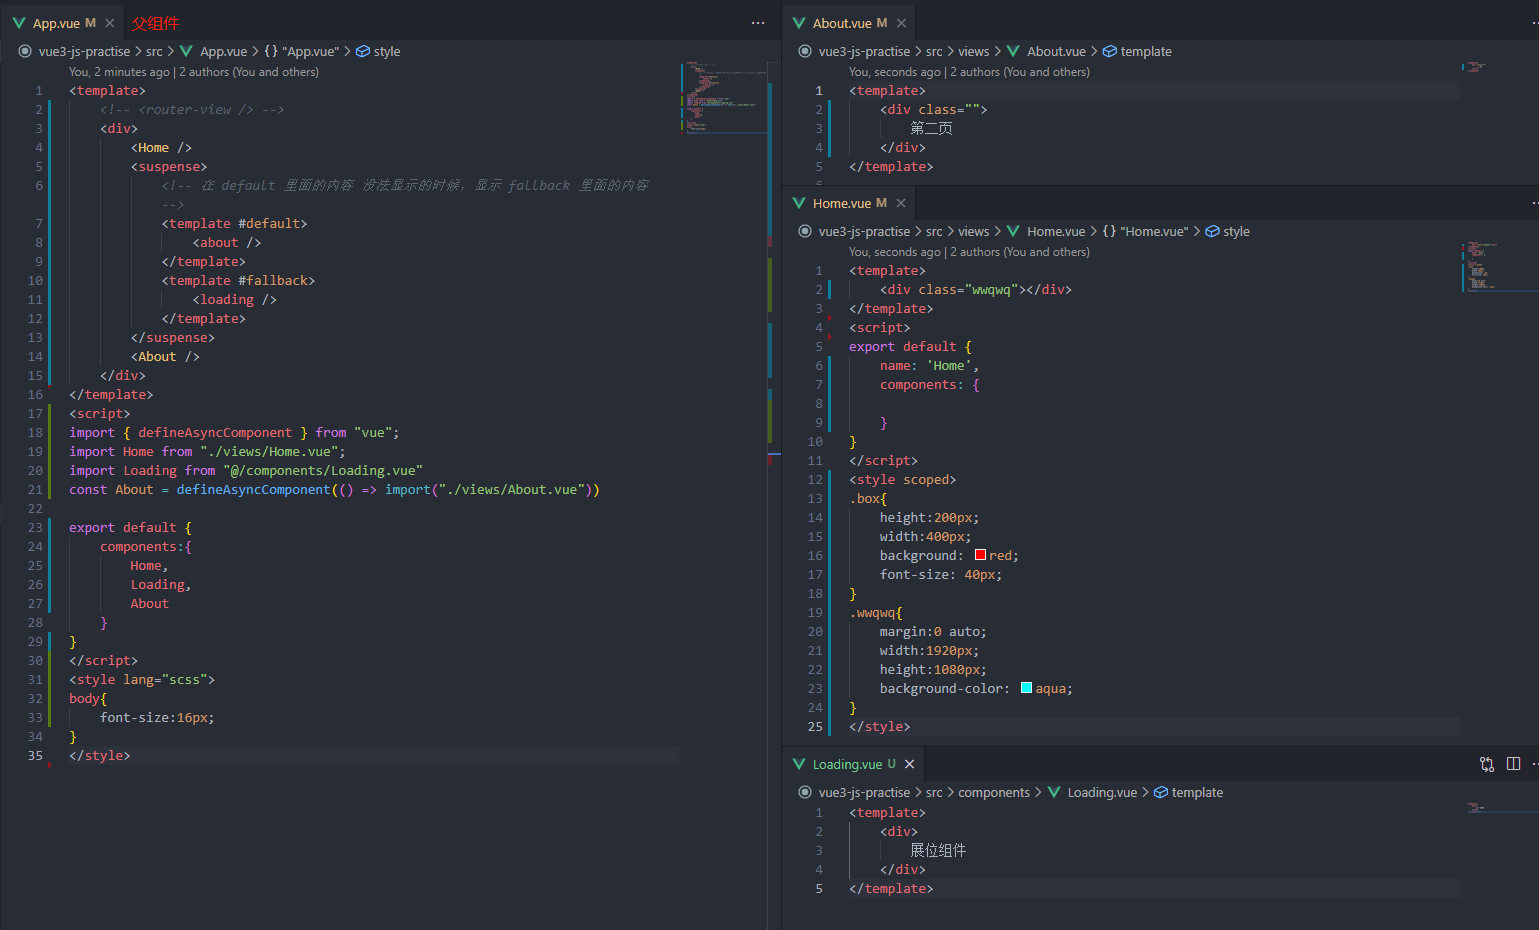 App.vue M 父组件
vue3-js-practise > src > App.vue > {} "App.vue" > style
You, 2 minutes ago | 2 authors (You and others)
1 <template>
2 <!-- <router-view /> -->
3 <div>
4 <Home />
5 <suspense>
6 <!-- 在 default 里面的内容 没法显示的时候，显示 fallback 里面的内容
-->
7 <template #default>
8 <about />
9 </template>
10 <template #fallback>
11 <loading />
12 </template>
13 </suspense>
14 <About />
15 </div>
16 </template>
17 <script>
18 import { defineAsyncComponent } from "vue";
19 import Home from "./views/Home.vue";
20 import Loading from "@/components/Loading.vue"
21 const About = defineAsyncComponent(() => import("./views/About.vue"))
22
23 export default {
24 components:{
25 Home,
26 Loading,
27 About
28 }
29 }
30 </script>
31 <style lang="scss">
32 body{
33 font-size:16px;
34 }
35 </style>
About.vue M
vue3-js-practise > src > views > About.vue > template
You, seconds ago | 2 authors (You and others)
1 <template>
2 <div class="">
3 第二页
4 </div>
5 </template>
6
Home.vue M
vue3-js-practise > src > views > Home.vue > {} "Home.vue" > style
You, seconds ago | 2 authors (You and others)
1 <template>
2 <div class="wwqwq"></div>
3 </template>
4 <script>
5 export default {
6 name: 'Home',
7 components: {
8
9 }
10 }
11 </script>
12 <style scoped>
13 .box{
14 height:200px;
15 width:400px;
16 background: red;
17 font-size: 40px;
18 }
19 .wwqwq{
20 margin:0 auto;
21 width:1920px;
22 height:1080px;
23 background-color: aqua;
24 }
25 </style>
Loading.vue U
vue3-js-practise > src > components > Loading.vue > template
1 <template>
2 <div>
3 展位组件
4 </div>
5 </template>